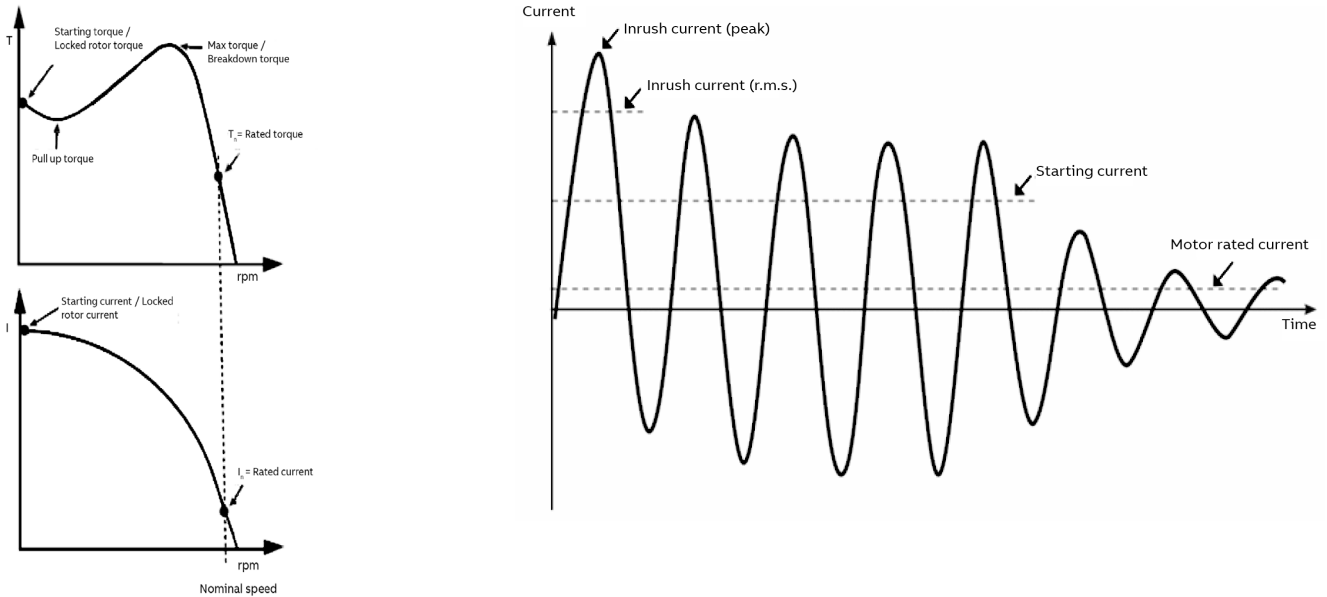 T
Starting torque /
Locked rotor torque
Max torque /
Breakdown torque
Pull up torque
Tn= Rated torque
rpm
I
Starting current / Locked
rotor current
In= Rated current
rpm
Nominal speed
Current
Inrush current (peak)
Inrush current (r.m.s.)
Starting current
Motor rated current
Time